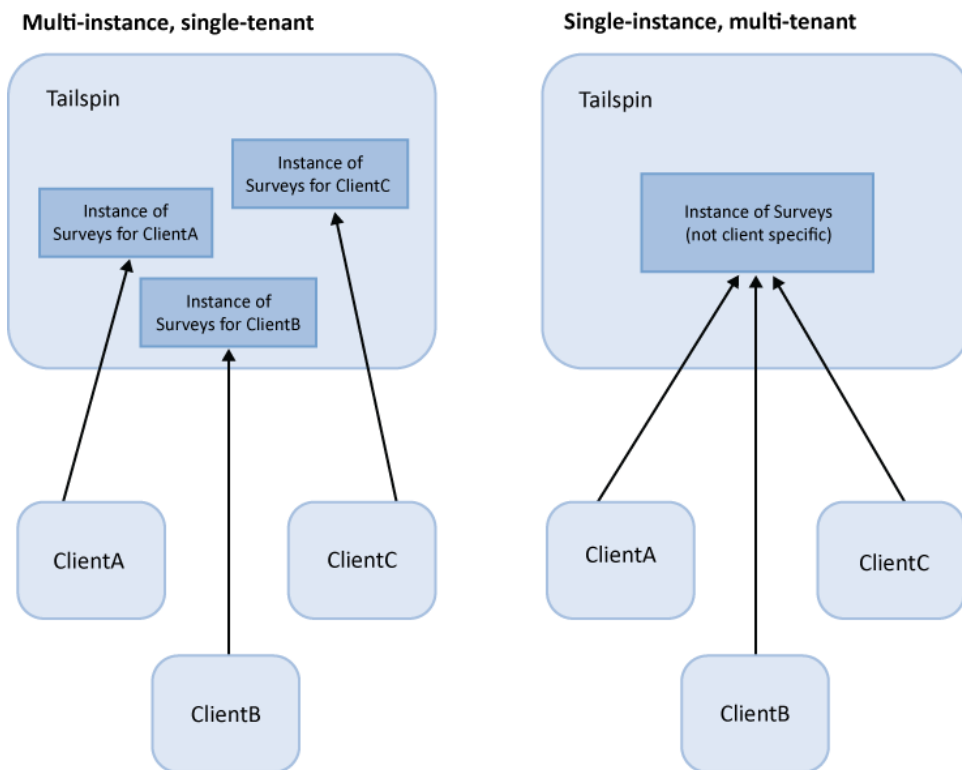 Multi-instance, single-tenant
Tailspin
Instance of
Surveys for ClientC
Instance of
Surveys for ClientA
Instance of
Surveys for ClientB
ClientA
ClientC
ClientB
Single-instance, multi-tenant
Tailspin
Instance of Surveys
(not client specific)
ClientA
ClientC
ClientB